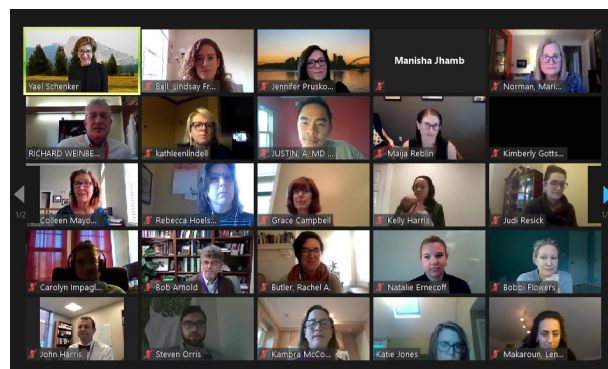 Yael Schenker
Bell, Lindsay Fr...
Jennifer Prusko...
Manisha Jhamb
Norman, Mari...
RICHARD WEINBE...
kathleenlindell
JUSTIN, A. MD ...
Maija Reblin
Kimberly Gotts...
Colleen Mayo...
Rebecca Hoels...
Grace Campbell
Kelly Harris
Judi Resick
1/2
Carolyn Impagl...
Bob Arnold
Butler, Rachel A.
Natalie Ernecoff
Bobbi Flowers
John Harris
Steven Orris
Kambra McCo...
Katie Jones
Makaroun, Len...